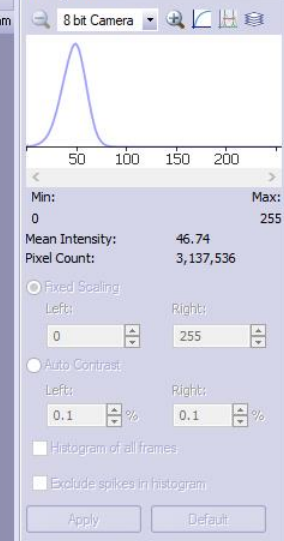 am
8 bit Camera
50 100 150 200
Min: Max:
0 255
Mean Intensity: 46.74
Pixel Count: 3,137,536
Fixed Scaling
Left: Right:
0 255
Auto Contrast
Left: Right:
0.1 % 0.1 %
Histogram of all frames
Exclude spikes in histogram
Apply Default